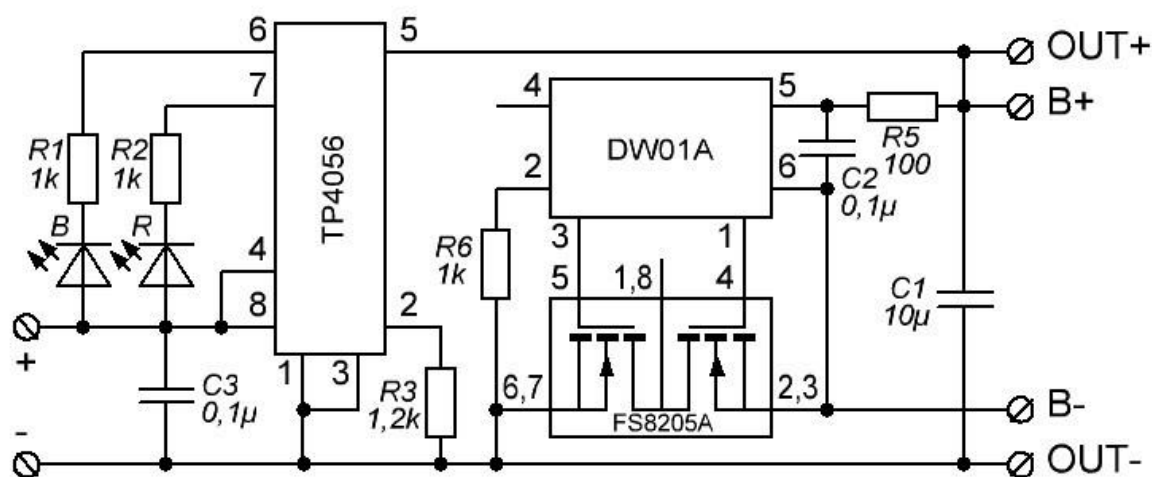 6
5
OUT+
7
4
5
B+
R1
1k
R2
1k
TP4056
DW01A
R5
100
2
6
C2
0,1µ
B
R
4
R6
1k
3
1
5
1,8
4
C1
10µ
8
2
+
1
3
C3
0,1µ
R3
1,2k
6,7
2,3
FS8205A
B-
-
OUT-